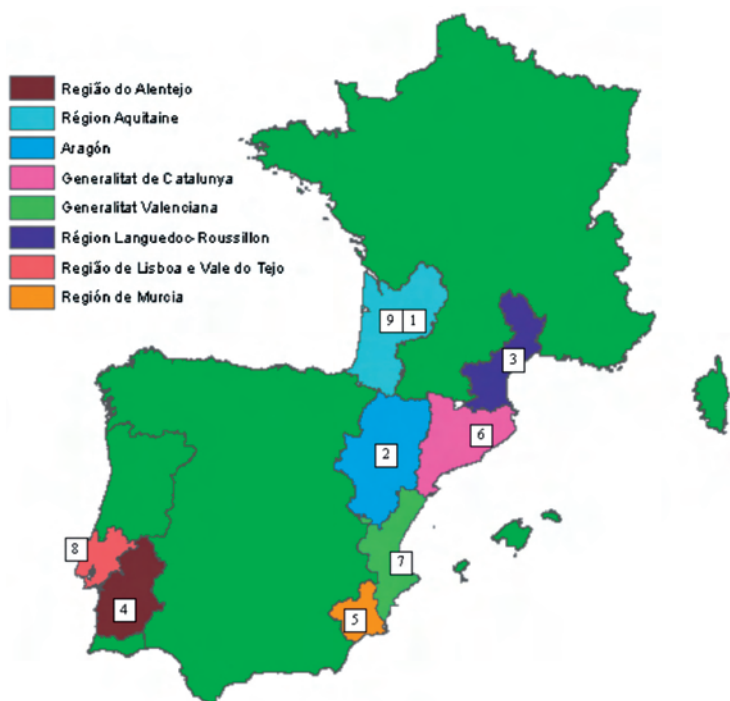 Região do Alentejo
Région Aquitaine
Aragón
Generalitat de Catalunya
Generalitat Valenciana
Région Languedoc-Roussillon
Região de Lisboa e Vale do Tejo
Región de Murcia
9 1
3
6
2
8
7
4
5